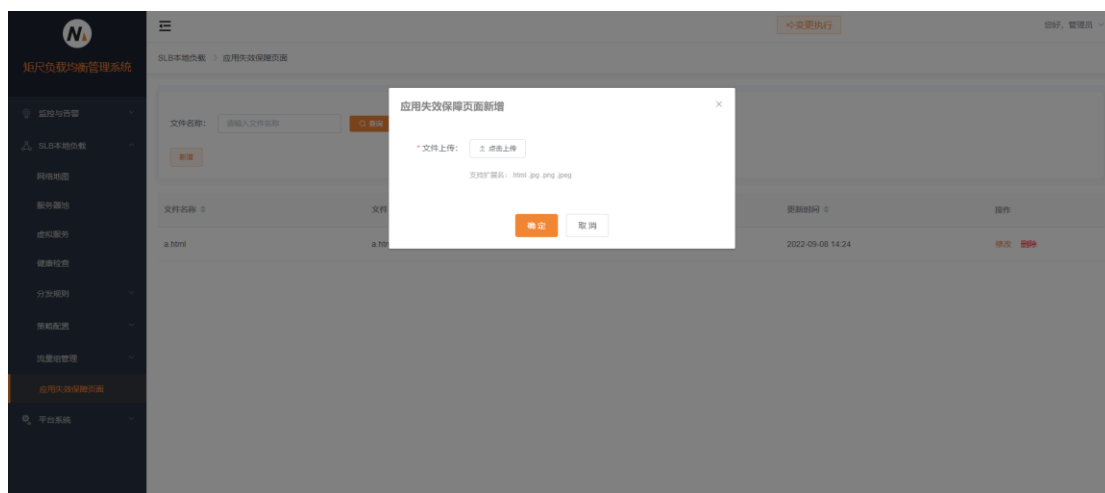 变更执行
您好，管理员
矩尺负载均衡管理系统
SLB本地负载 〉 应用失效保障页面
应用失效保障页面新增
监控与告警
文件名称：
请输入文件名称
查询
SLB本地负载
* 文件上传：
点击上传
新增
网络地图
支持扩展名：.html .jpg .png .jpeg
服务器池
文件名称
文件
更新时间
操作
确 定
取 消
虚拟服务
a.html
a.htm
2022-09-08 14:24
修改 删除
健康检查
分发规则
策略配置
流量组管理
应用失效保障页面
平台系统